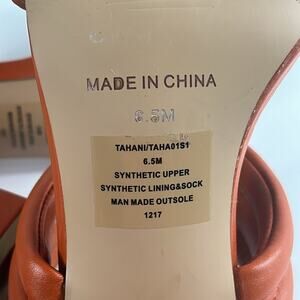 MADE IN CHINA
6.5M
TAHANI/TAHA01S1
6.5M
SYNTHETIC UPPER
SYNTHETIC LINING&SOCK
MAN MADE OUTSOLE
1217